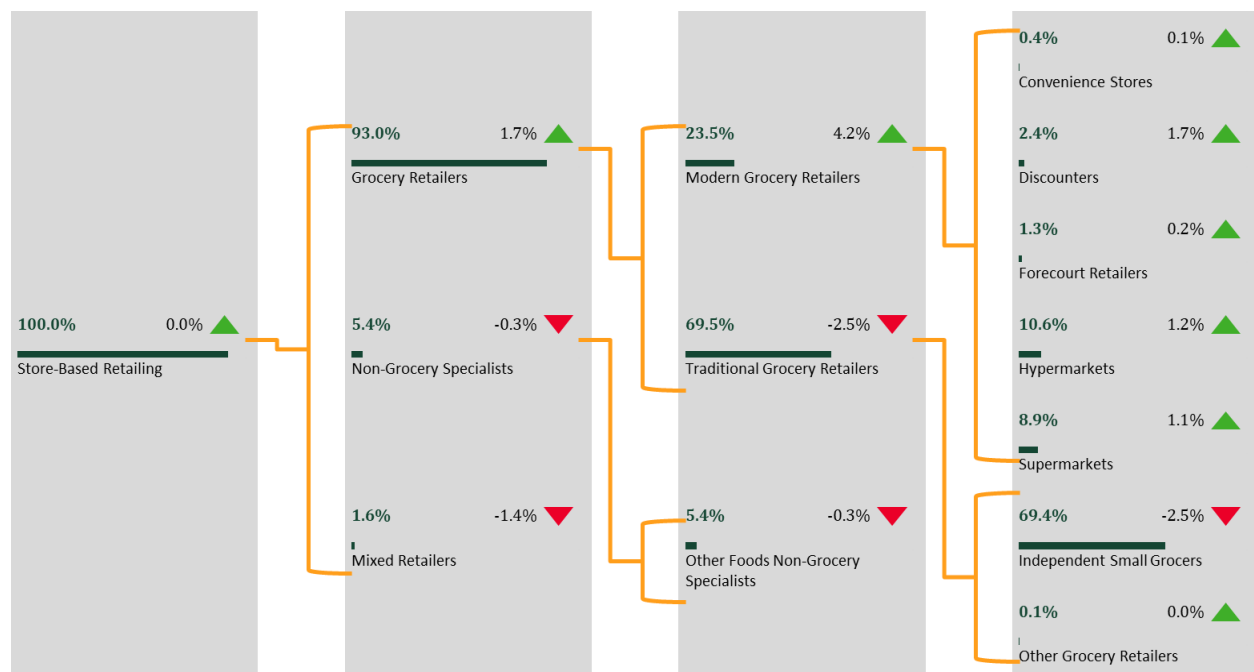 100.0% 0.0%
Store-Based Retailing
93.0% 1.7%
Grocery Retailers
5.4% -0.3%
Non-Grocery Specialists
1.6% -1.4%
Mixed Retailers
23.5% 4.2%
Modern Grocery Retailers
69.5% -2.5%
Traditional Grocery Retailers
5.4% -0.3%
Other Foods Non-Grocery
Specialists
0.4% 0.1%
Convenience Stores
2.4% 1.7%
Discounters
1.3% 0.2%
Forecourt Retailers
10.6% 1.2%
Hypermarkets
8.9% 1.1%
Supermarkets
69.4% -2.5%
Independent Small Grocers
0.1% 0.0%
Other Grocery Retailers